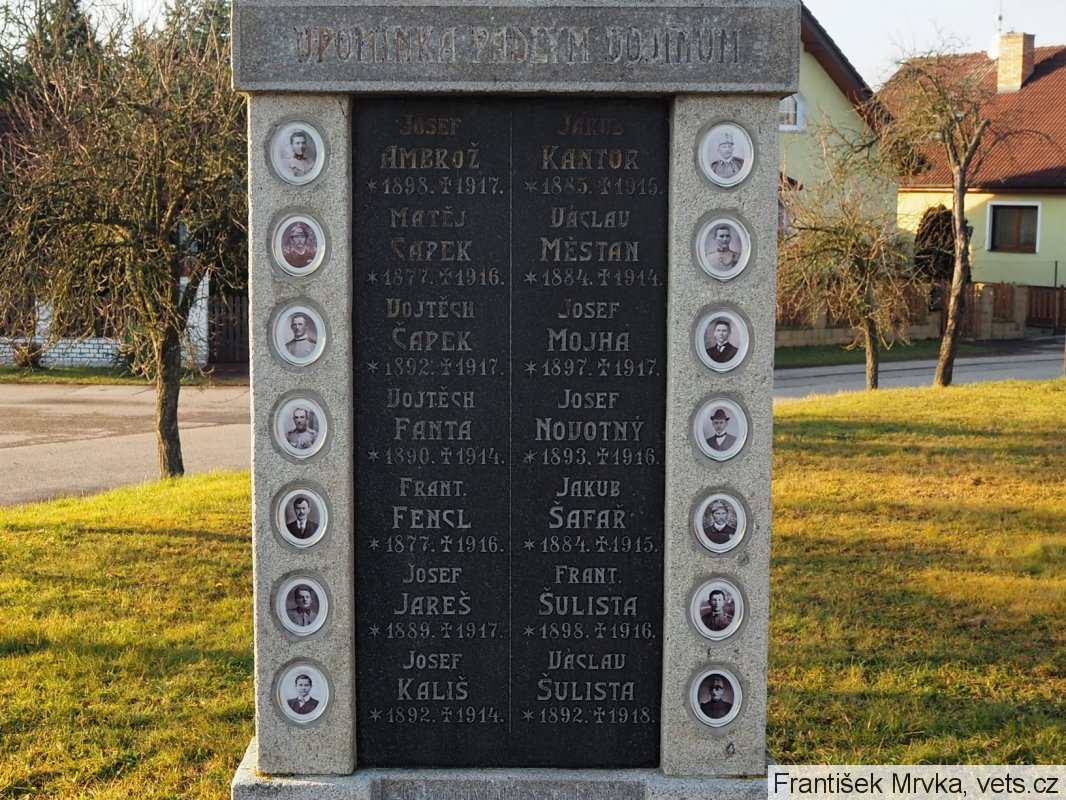 UPOMÍNKA PADLÝM VOJÍNŮM
JOSEF
AMBROŽ
*1898. †1917.
MATĚJ
ČAPEK
*1877. †1916.
VOJTĚCH
ČAPEK
*1892. †1917.
VOJTĚCH
FANTA
*1890. †1914.
FRANT.
FENCL
*1877. †1916.
JOSEF
JAREŠ
*1889. †1917.
JOSEF
KALIŠ
*1892. †1914.
JAKUB
KANTOR
*1885. †1915.
VÁCLAV
MĚSTAN
*1884. †1914.
JOSEF
MOJHA
*1897. †1917.
JOSEF
NOVOTNÝ
*1893. †1916.
JAKUB
ŠAFAŘ
*1884. †1915.
FRANT.
ŠULISTA
*1898. †1916.
VÁCLAV
ŠULISTA
*1892. †1918.
František Mrvka, vets.cz